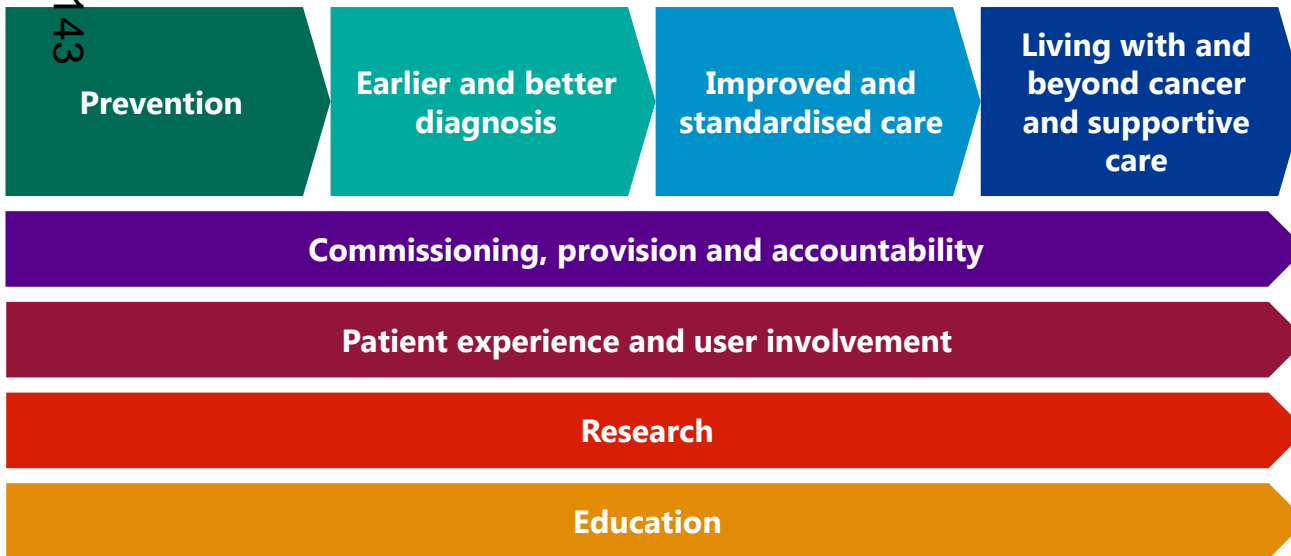 143
Prevention
Earlier and better
diagnosis
Improved and
standardised care
Living with and
beyond cancer
and supportive
care
Commissioning, provision and accountability
Patient experience and user involvement
Research
Education